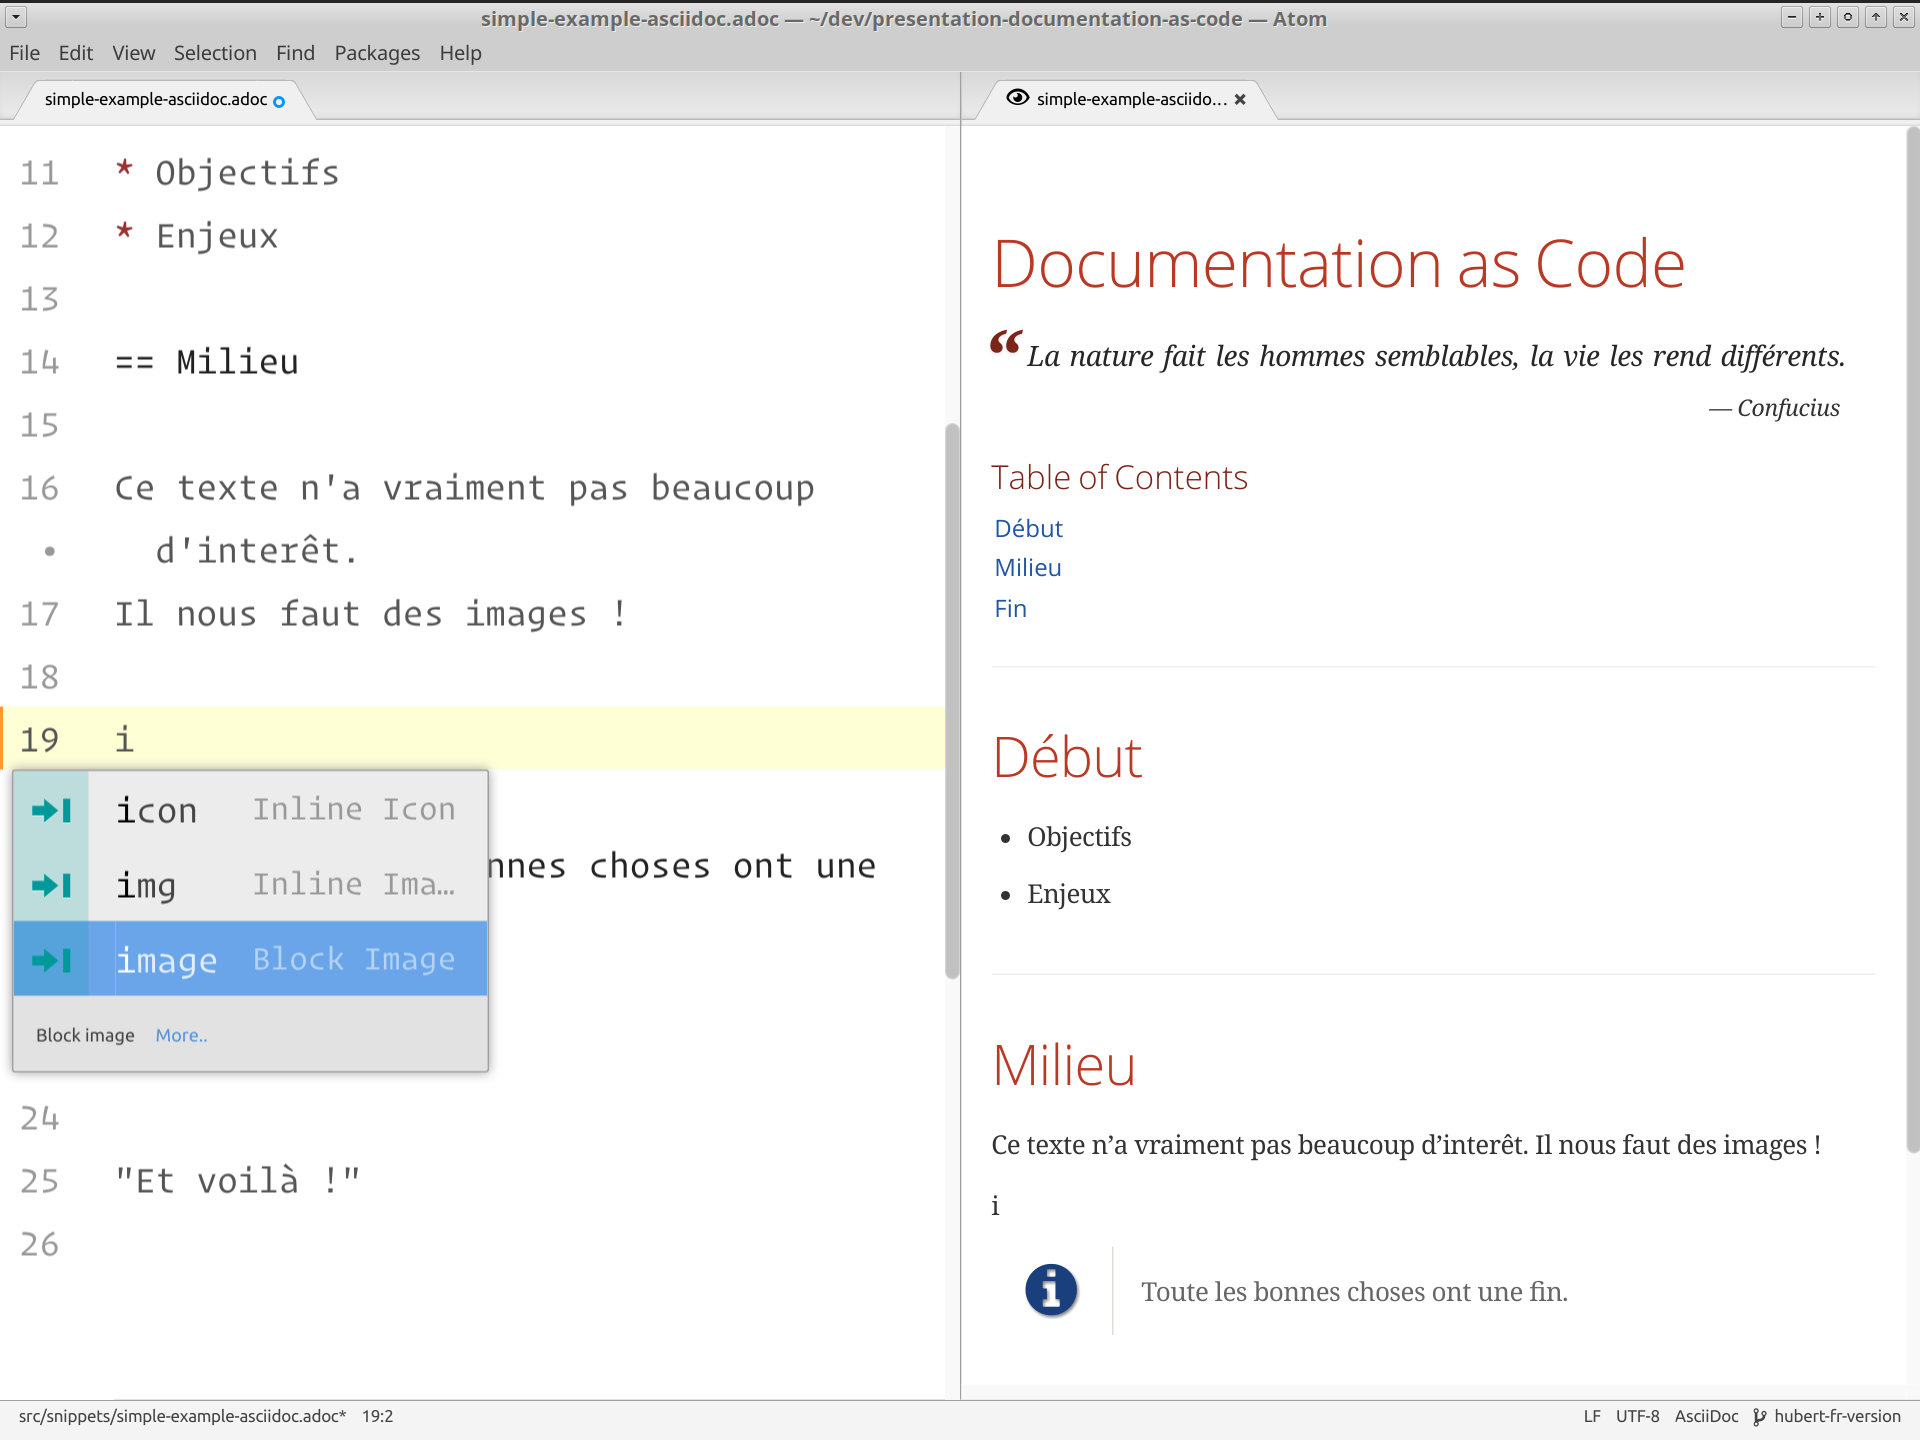 simple-example-asciidoc.adoc — ~/dev/presentation-documentation-as-code — Atom
File Edit View Selection Find Packages Help
simple-example-asciidoc.adoc
11 * Objectifs
12 * Enjeux
13
14 == Milieu
15
16 Ce texte n'a vraiment pas beaucoup
• d'interêt.
17 Il nous faut des images !
18
19 i
icon Inline Icon
nnes choses ont une
img Inline Ima…
image Block Image
Block image More..
24
25 "Et voilà !"
26
simple-example-asciido…
Documentation as Code
“ La nature fait les hommes semblables, la vie les rend différents.
— Confucius
Table of Contents
Début
Milieu
Fin
Début
• Objectifs
• Enjeux
Milieu
Ce texte n’a vraiment pas beaucoup d’interêt. Il nous faut des images !
i
Toute les bonnes choses ont une fin.
src/snippets/simple-example-asciidoc.adoc* 19:2
LF UTF-8 AsciiDoc hubert-fr-version